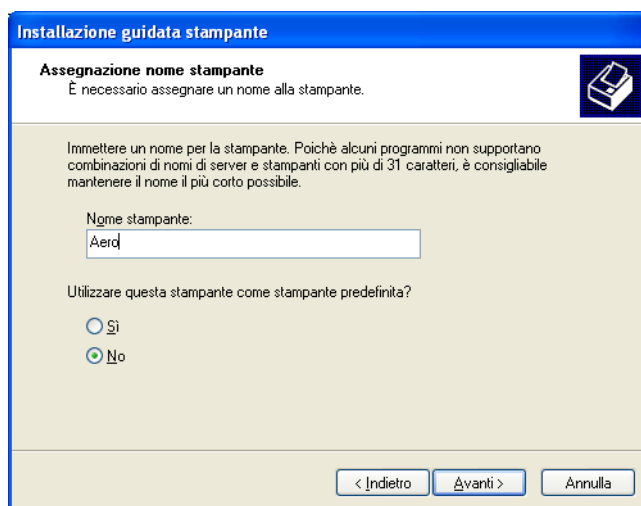 Installazione guidata stampante
Assegnazione nome stampante
È necessario assegnare un nome alla stampante.
Immettere un nome per la stampante. Poichè alcuni programmi non supportano
combinazioni di nomi di server e stampanti con più di 31 caratteri, è consigliabile
mantenere il nome il più corto possibile.
Nome stampante:
Aero
Utilizzare questa stampante come stampante predefinita?
Sì
No
< Indietro
Avanti >
Annulla